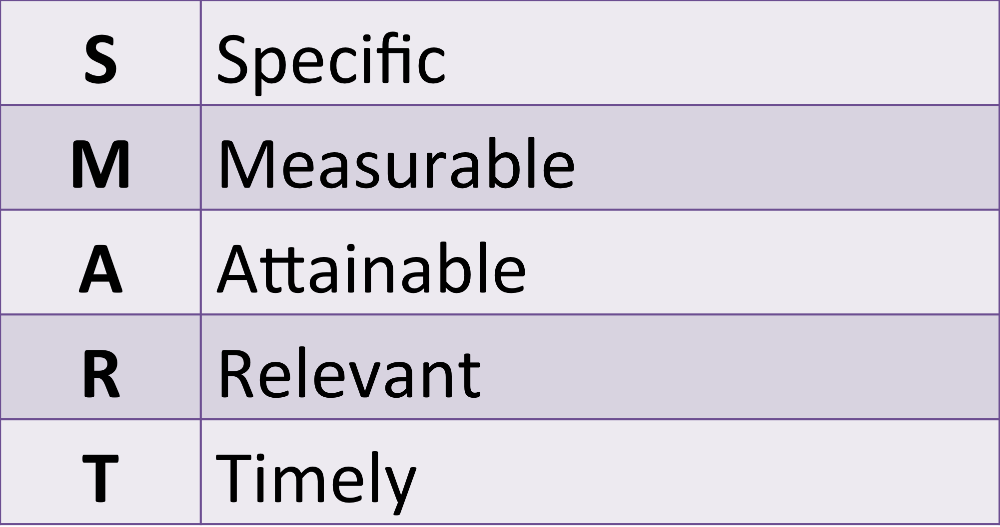 S Specific
M Measurable
A Attainable
R Relevant
T Timely